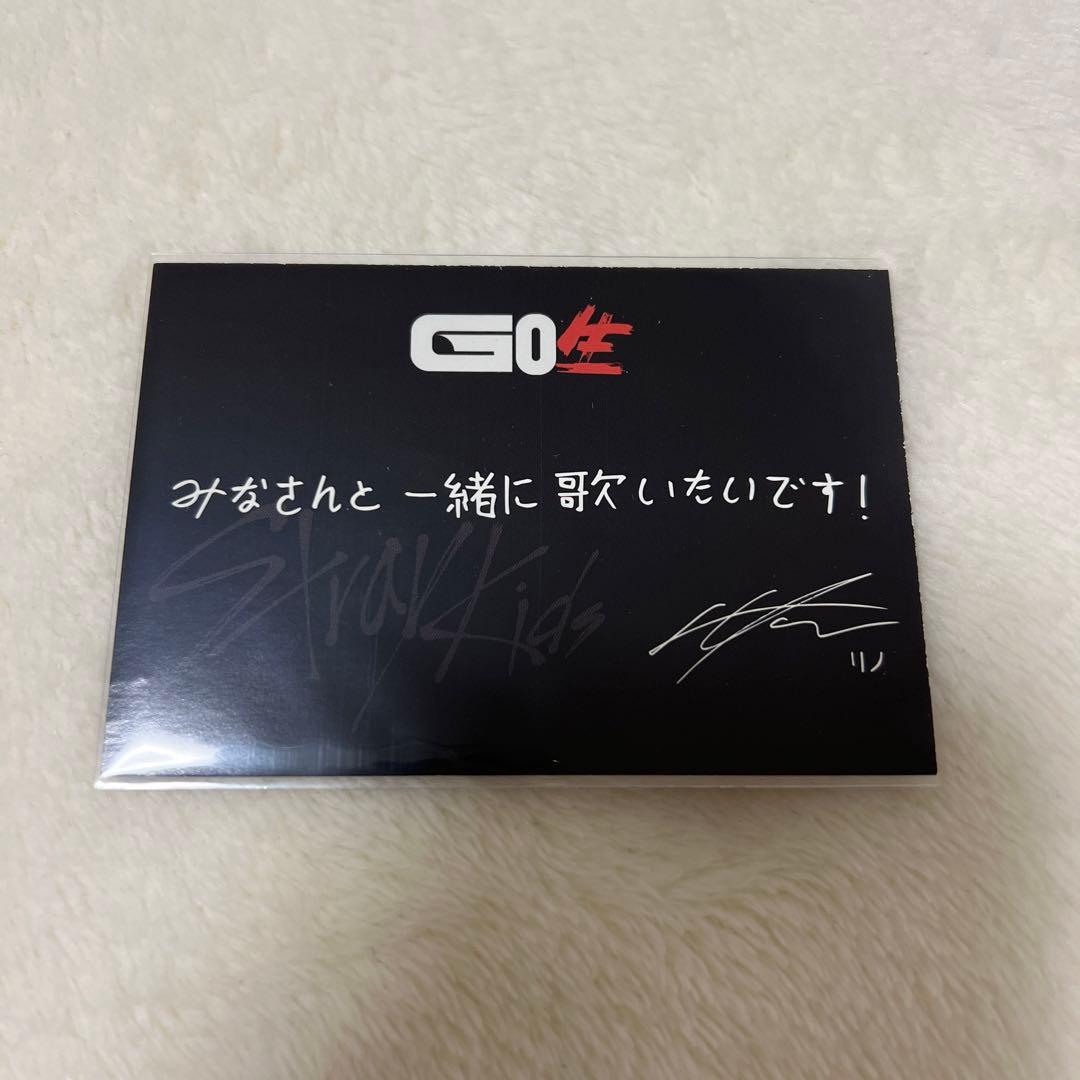 GO生
みなさんと一緒に歌いたいです!
Stray Kids
リノ